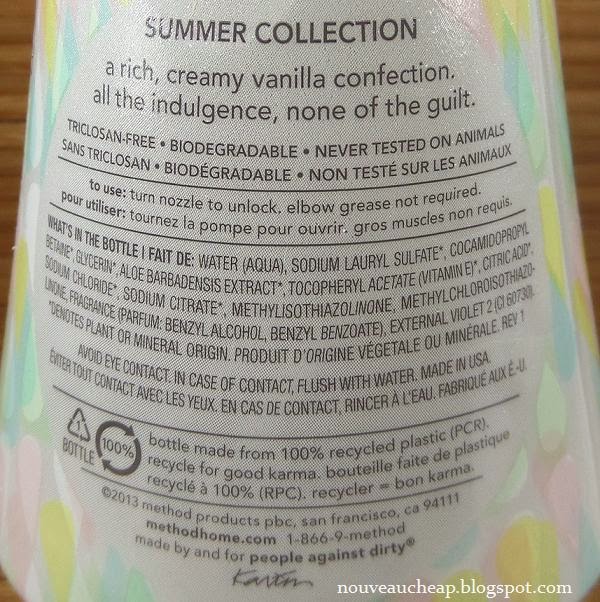 SUMMER COLLECTION
a rich, creamy vanilla confection.
all the indulgence, none of the guilt.
TRICLOSAN-FREE • BIODEGRADABLE • NEVER TESTED ON ANIMALS
SANS TRICLOSAN • BIODÉGRADABLE • NON TESTÉ SUR LES ANIMAUX
to use: turn nozzle to unlock. elbow grease not required.
pour utiliser: tournez la pompe pour ouvrir. gros muscles non requis.
WHAT'S IN THE BOTTLE I FAIT DE: WATER (AQUA), SODIUM LAURYL SULFATE*, COCAMIDOPROPYL
BETAINE*, GLYCERIN*, ALOE BARBADENSIS EXTRACT*, TOCOPHERYL ACETATE (VITAMIN E)*, CITRIC ACID*,
SODIUM CHLORIDE*, SODIUM CITRATE*, METHYLISOTHIAZOLINONE, METHYLCHLOROISOTHIAZO-
LINONE, FRAGRANCE (PARFUM: BENZYL ALCOHOL, BENZYL BENZOATE), EXTERNAL VIOLET 2 (CI 60730).
*DENOTES PLANT OR MINERAL ORIGIN. PRODUIT D'ORIGINE VÉGETALE OU MINÉRALE. REV 1
AVOID EYE CONTACT. IN CASE OF CONTACT, FLUSH WITH WATER. MADE IN USA.
ÉVITER TOUT CONTACT AVEC LES YEUX. EN CAS DE CONTACT, RINCER À L'EAU. FABRIQUÉ AUX É.-U.
1
BOTTLE
100%
bottle made from 100% recycled plastic (PCR).
recycle for good karma. bouteille faite de plastique
recyclé à 100% (RPC). recycler = bon karma.
©2013 method products pbc, san francisco, ca 94111
methodhome.com 1-866-9-method
made by and for people against dirty®
Karim
nouveaucheap.blogspot.com